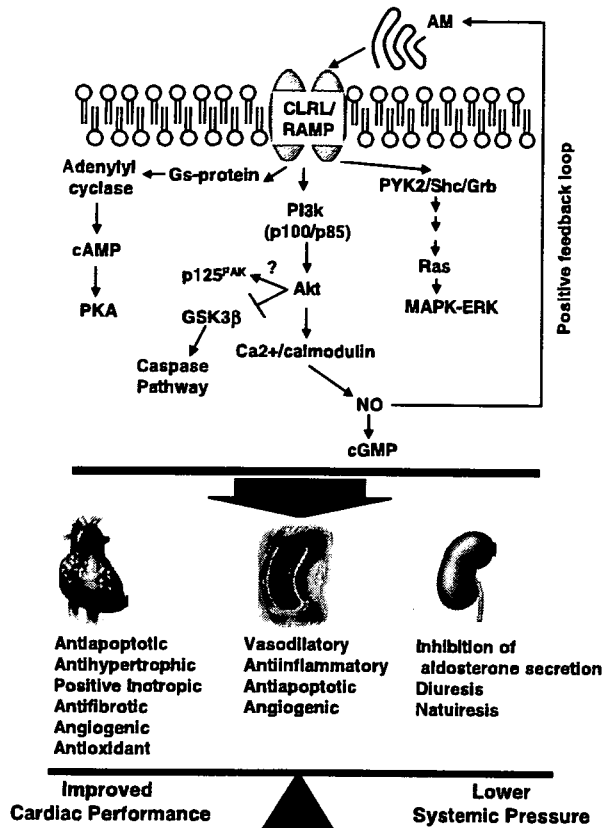 AM
CLRL/
RAMP
Adenylyl
cyclase
Gs-protein
cAMP
PKA
PI3k
(p100/p85)
PYK2/Shc/Grb
Ras
MAPK-ERK
Positive feedback loop
p125FAK
?
Akt
GSK3β
Caspase
Pathway
Ca2+/calmodulin
NO
cGMP
Antiapoptotic
Antihypertrophic
Positive Inotropic
Antifibrotic
Angiogenic
Antioxidant
Vasodilatory
Antiinflammatory
Antiapoptotic
Angiogenic
Inhibition of
aldosterone secretion
Diuresis
Natuiresis
Improved
Cardiac Performance
Lower
Systemic Pressure